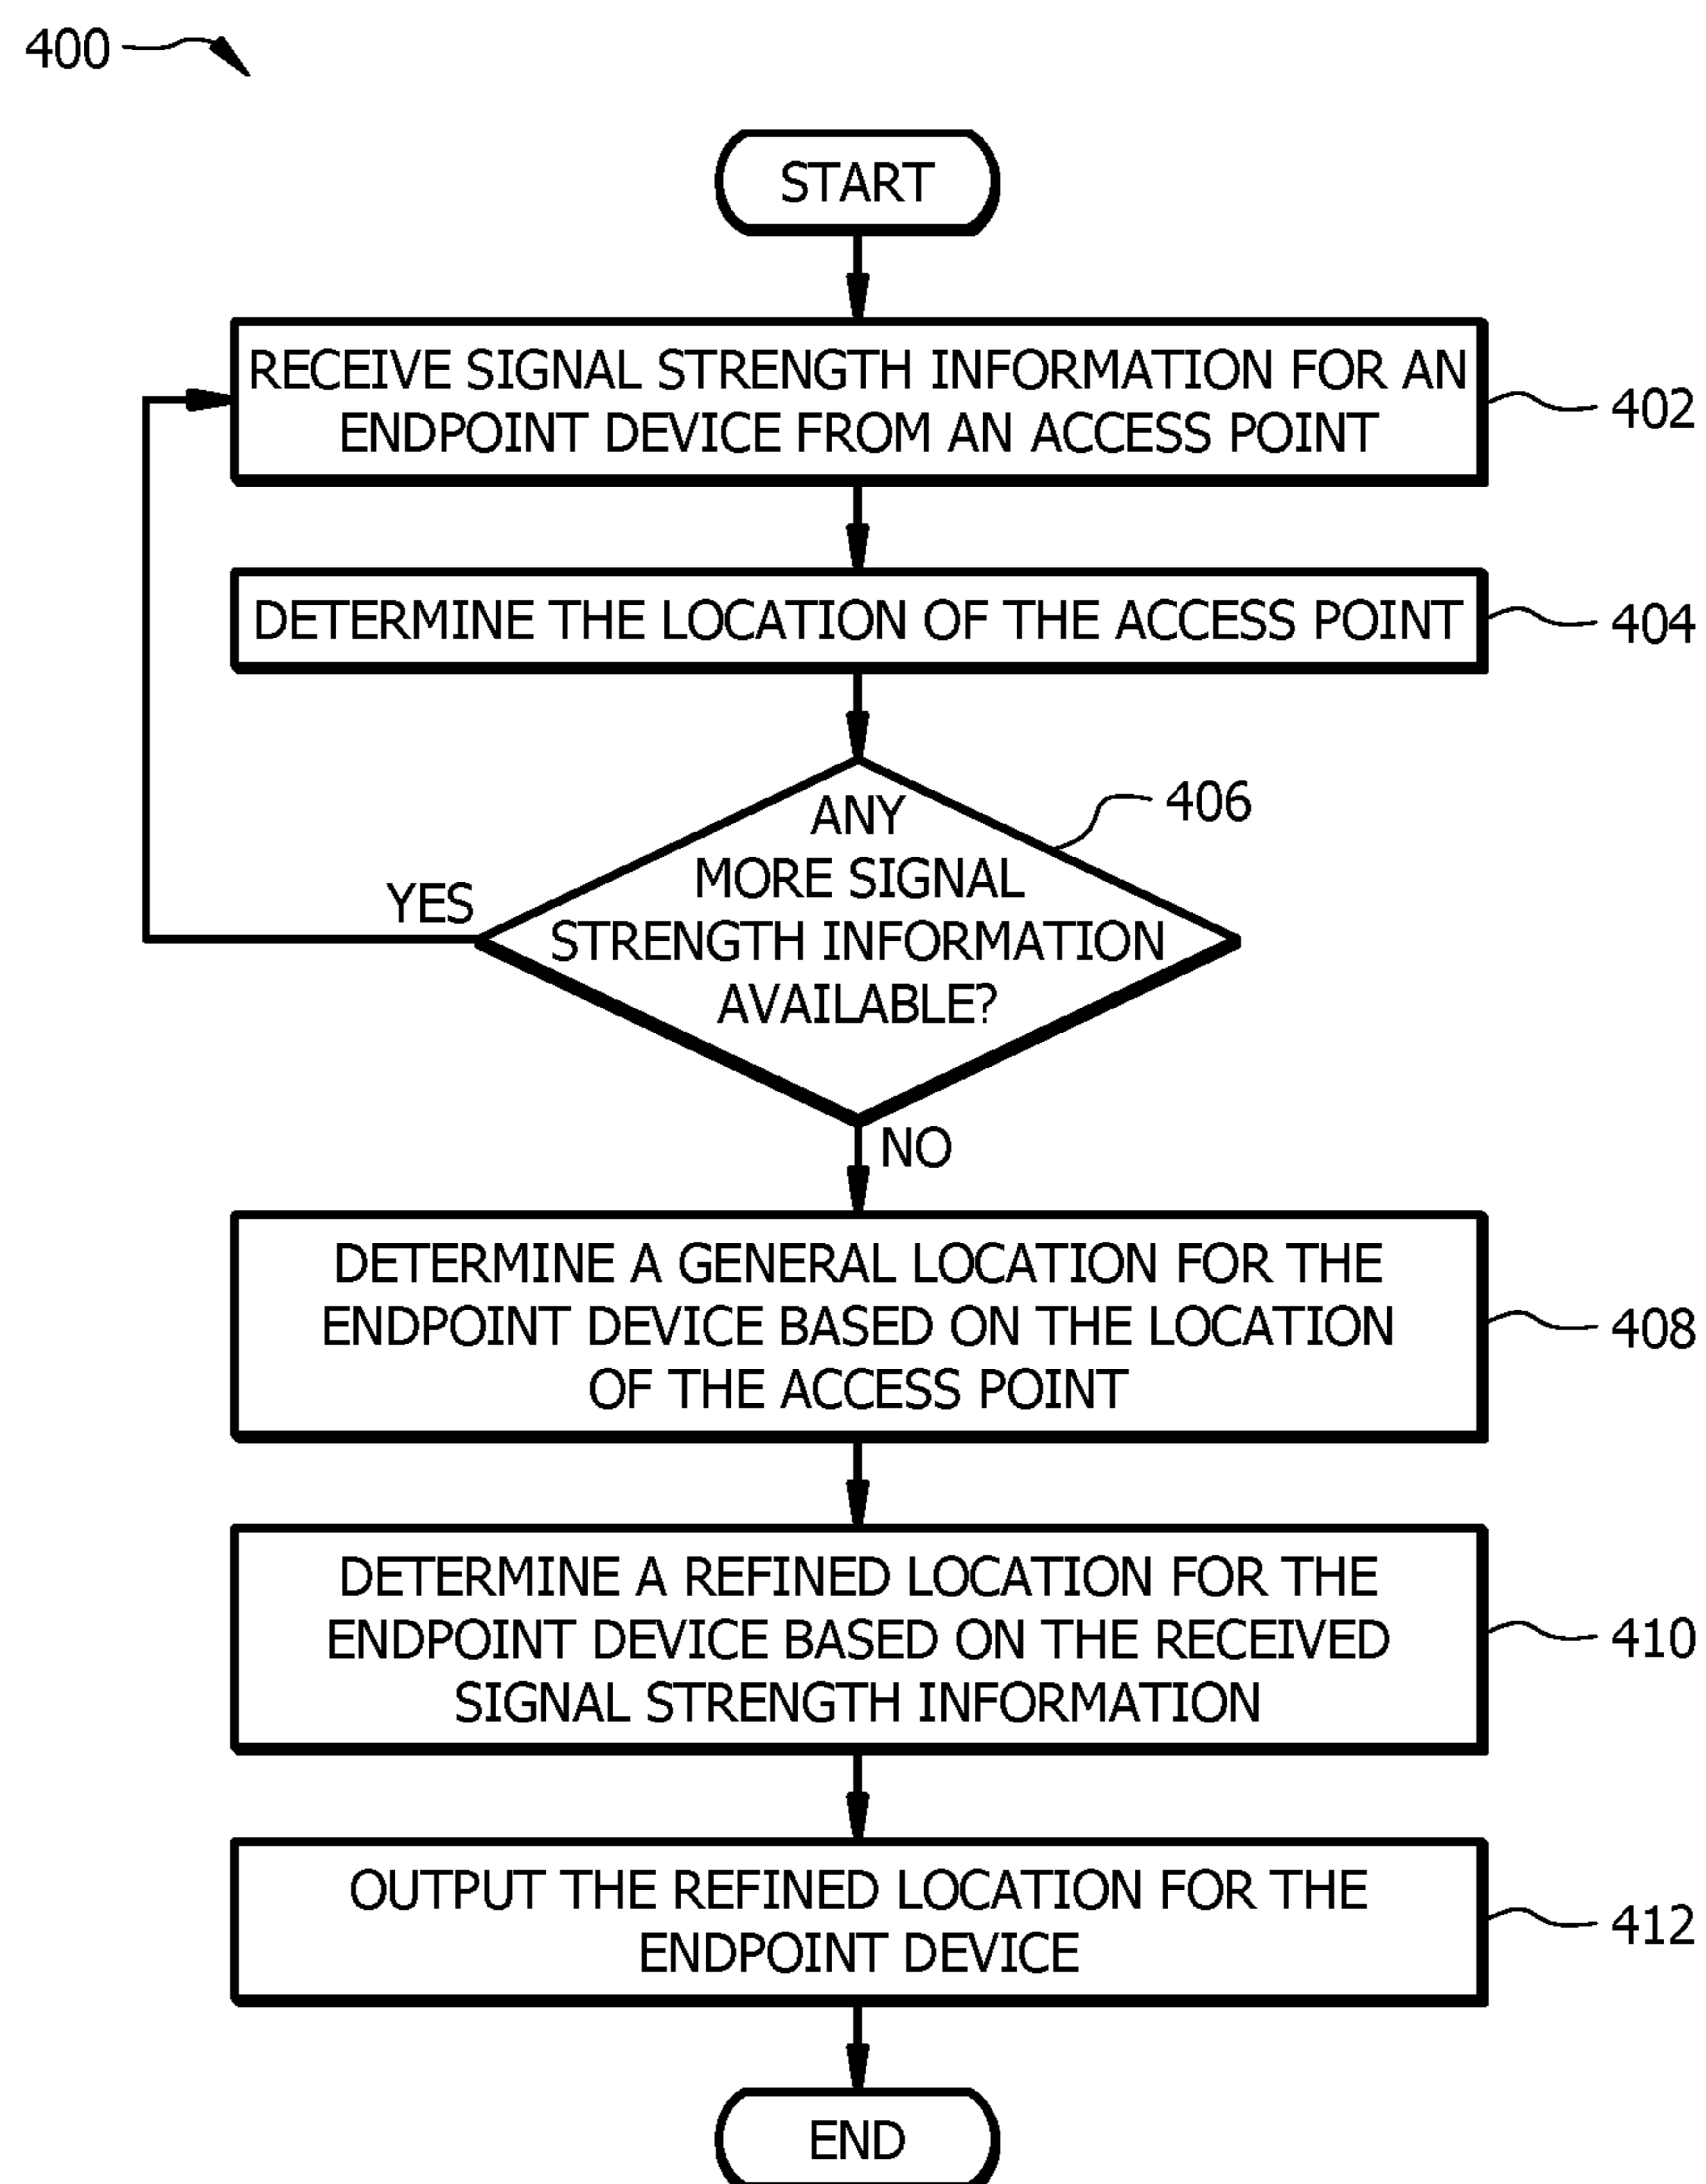 400
START
RECEIVE SIGNAL STRENGTH INFORMATION FOR AN
ENDPOINT DEVICE FROM AN ACCESS POINT
402
DETERMINE THE LOCATION OF THE ACCESS POINT
404
ANY
MORE SIGNAL
STRENGTH INFORMATION
AVAILABLE?
406
YES
NO
DETERMINE A GENERAL LOCATION FOR THE
ENDPOINT DEVICE BASED ON THE LOCATION
OF THE ACCESS POINT
408
DETERMINE A REFINED LOCATION FOR THE
ENDPOINT DEVICE BASED ON THE RECEIVED
SIGNAL STRENGTH INFORMATION
410
OUTPUT THE REFINED LOCATION FOR THE
ENDPOINT DEVICE
412
END